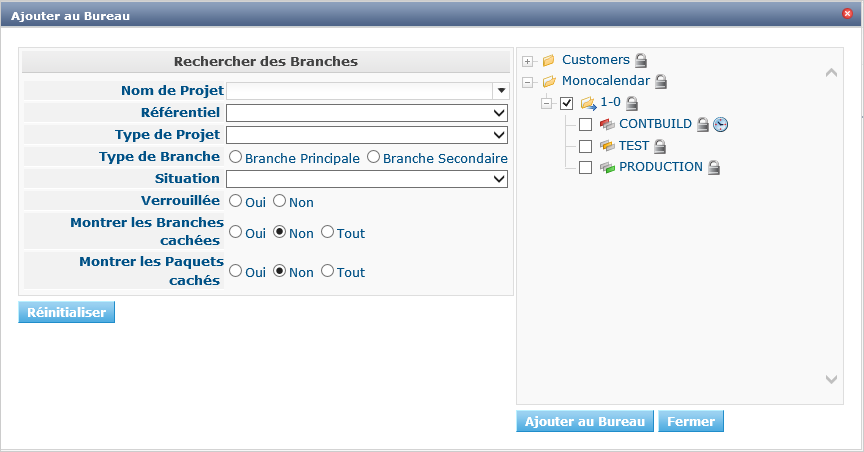 Ajouter au Bureau
Rechercher des Branches
Nom de Projet
Référentiel
Type de Projet
Type de Branche Branche Principale Branche Secondaire
Situation
Verrouillée Oui Non
Montrer les Branches
cachées Oui Non Tout
Montrer les Paquets
cachés Oui Non Tout
Réinitialiser
Customers
Monocalendar
1-0
CONTBUILD
TEST
PRODUCTION
Ajouter au Bureau Fermer